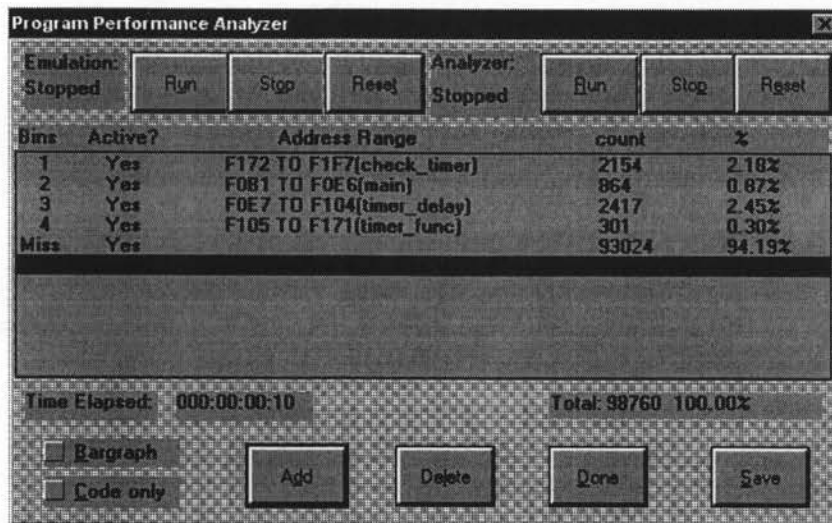 Program Performance Analyzer
Emulation:
Stopped
Run
Stop
Reset
Analyzer:
Stopped
Run
Stop
Reset
Bins Active? Address Range count %
1 Yes F172 TO F1F7(check_timer) 2154 2.18%
2 Yes F0B1 TO F0E6(main) 864 0.87%
3 Yes F0E7 TO F104(timer_delay) 2417 2.45%
4 Yes F105 TO F171(timer_func) 301 0.30%
Miss Yes 93024 94.19%
Time Elapsed: 000:00:00:10 Total: 98760 100.00%
Bargraph
Code only
Add
Delete
Done
Save